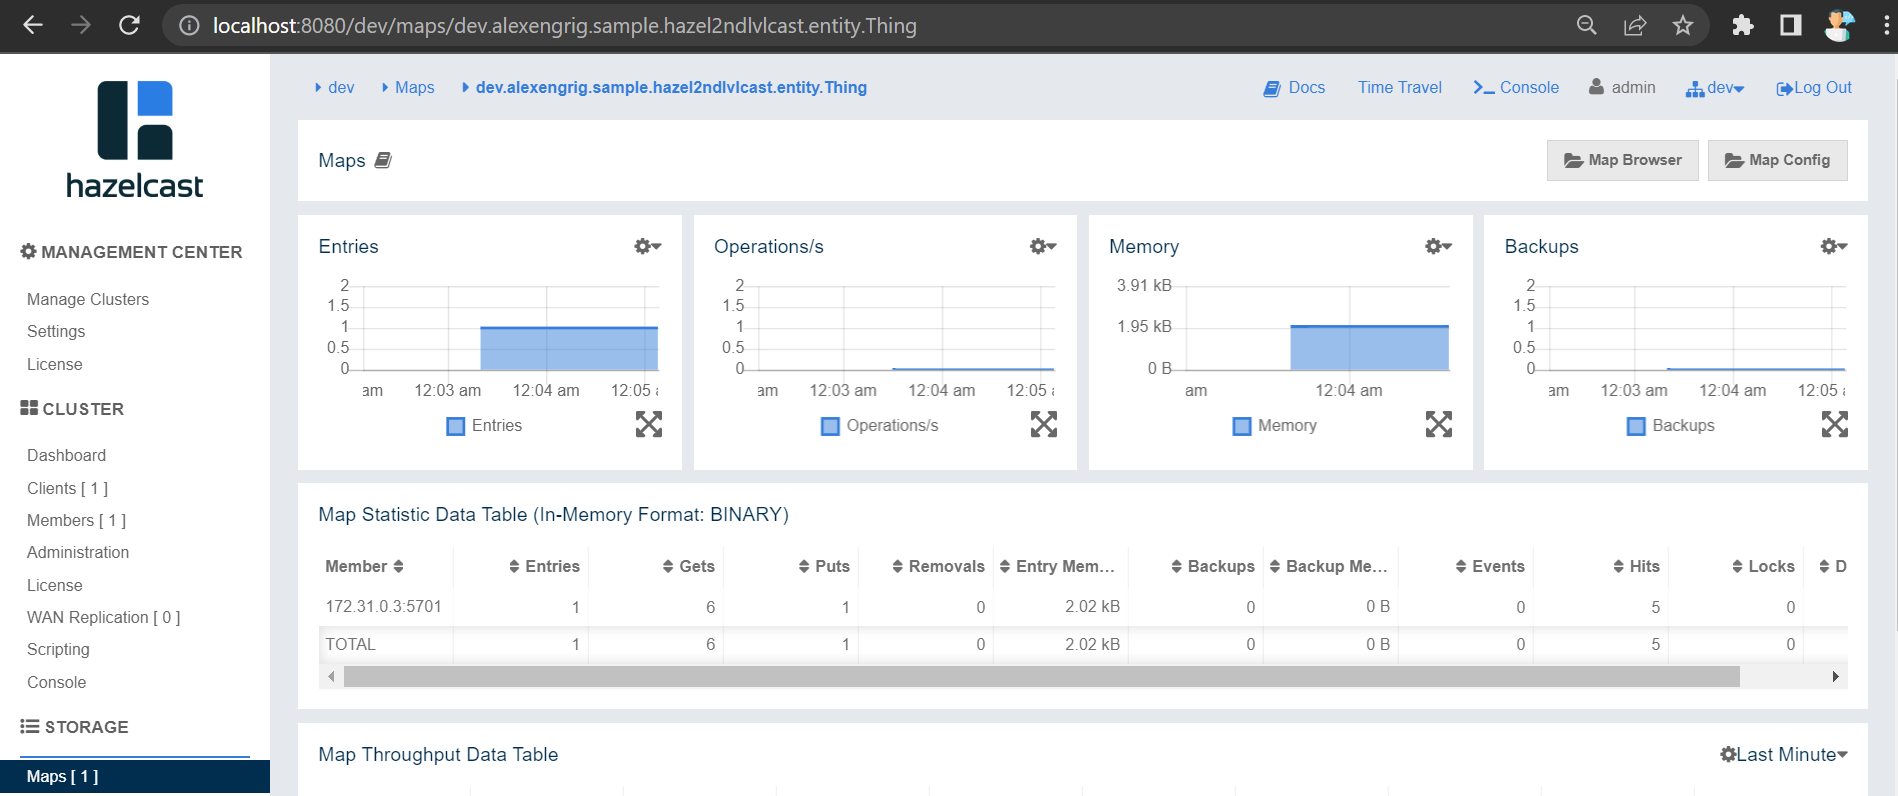 localhost:8080/dev/maps/dev.alexengrig.sample.hazel2ndlvlcast.entity.Thing
hazelcast
MANAGEMENT CENTER
Manage Clusters
Settings
License
CLUSTER
Dashboard
Clients [ 1 ]
Members [ 1 ]
Administration
License
WAN Replication [ 0 ]
Scripting
Console
STORAGE
Maps [ 1 ]
dev Maps dev.alexengrig.sample.hazel2ndlvlcast.entity.Thing Docs Time Travel Console admin dev Log Out
Maps Map Browser Map Config
Entries
2
1.5
1
0.5
0
am 12:03 am 12:04 am 12:05 a
Entries
Operations/s
2
1.5
1
0.5
0
am 12:03 am 12:04 am 12:05 a
Operations/s
Memory
3.91 kB
1.95 kB
0 B
am 12:04 am
Memory
Backups
2
1.5
1
0.5
0
am 12:03 am 12:04 am 12:05 a
Backups
Map Statistic Data Table (In-Memory Format: BINARY)
Member Entries Gets Puts Removals Entry Mem... Backups Backup Me... Events Hits Locks D
172.31.0.3:5701 1 6 1 0 2.02 kB 0 0 B 0 5 0
TOTAL 1 6 1 0 2.02 kB 0 0 B 0 5 0
Map Throughput Data Table Last Minute